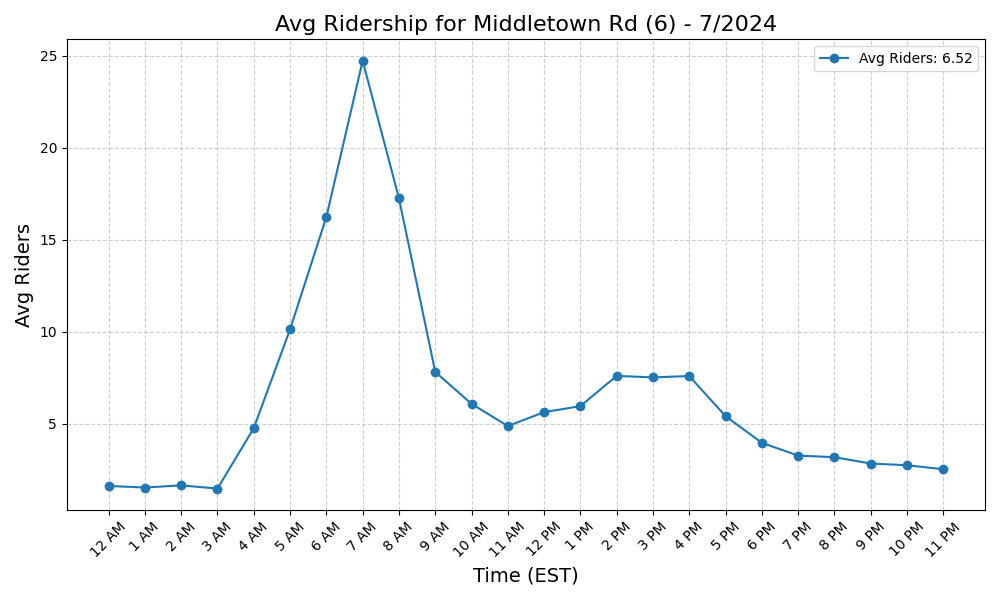 Avg Ridership for Middletown Rd (6) - 7/2024
Avg Riders: 6.52
Avg Riders
25
20
15
10
5
12 AM
1 AM
2 AM
3 AM
4 AM
5 AM
6 AM
7 AM
8 AM
9 AM
10 AM
11 AM
12 PM
1 PM
2 PM
3 PM
4 PM
5 PM
6 PM
7 PM
8 PM
9 PM
10 PM
11 PM
Time (EST)